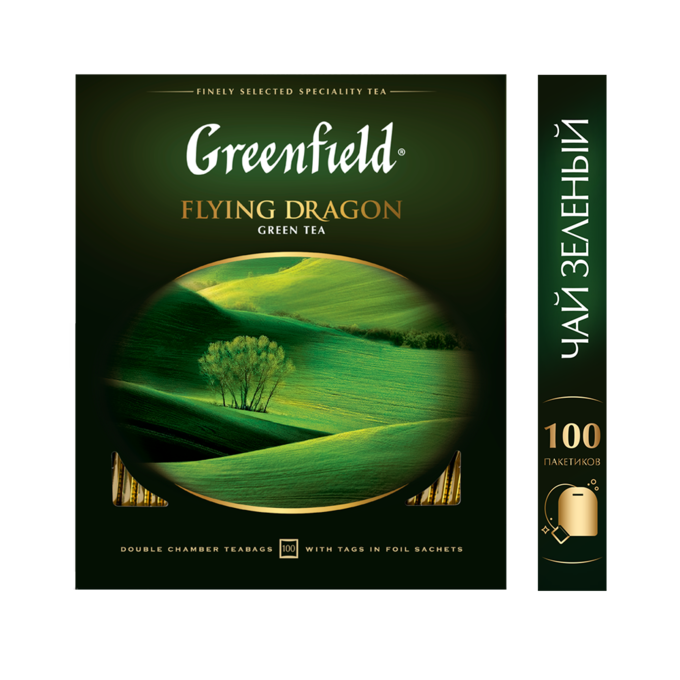 FINELY SELECTED SPECIALITY TEA
Greenfield®
FLYING DRAGON
GREEN TEA
DOUBLE CHAMBER TEABAGS 100 WITH TAGS IN FOIL SACHETS
ЧАЙ ЗЕЛЕНЫЙ
100
ПАКЕТИКОВ